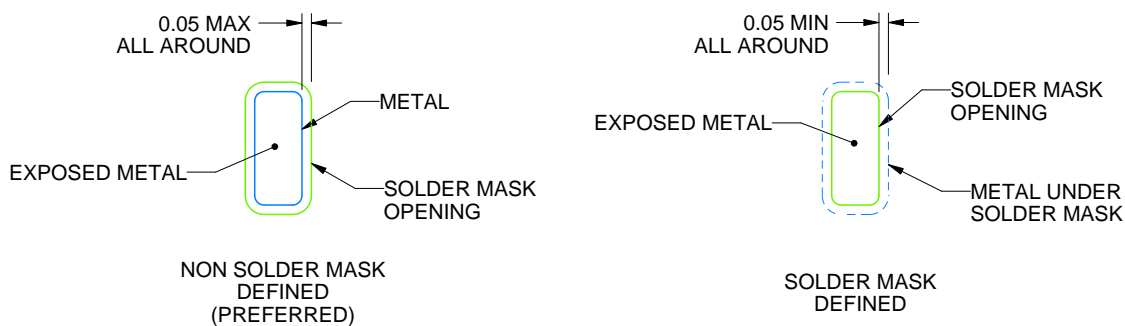 0.05 MAX
ALL AROUND
METAL
EXPOSED METAL
SOLDER MASK
OPENING
NON SOLDER MASK
DEFINED
(PREFERRED)
0.05 MIN
ALL AROUND
SOLDER MASK
OPENING
EXPOSED METAL
METAL UNDER
SOLDER MASK
SOLDER MASK
DEFINED